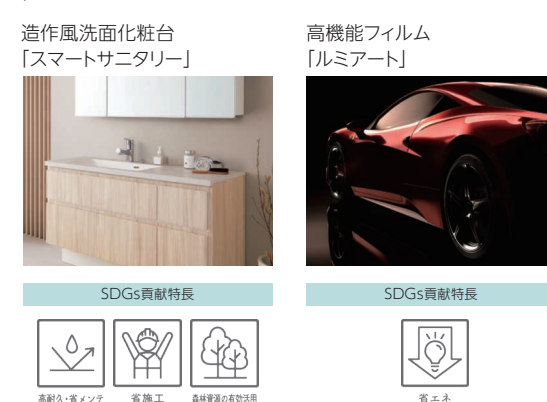 造作風洗面化粧台
「スマートサニタリー」
SDGs貢献特長
高耐久・省メンテ
省施工
森林資源の有効活用
高機能フィルム
「ルミアート」
SDGs貢献特長
省エネ